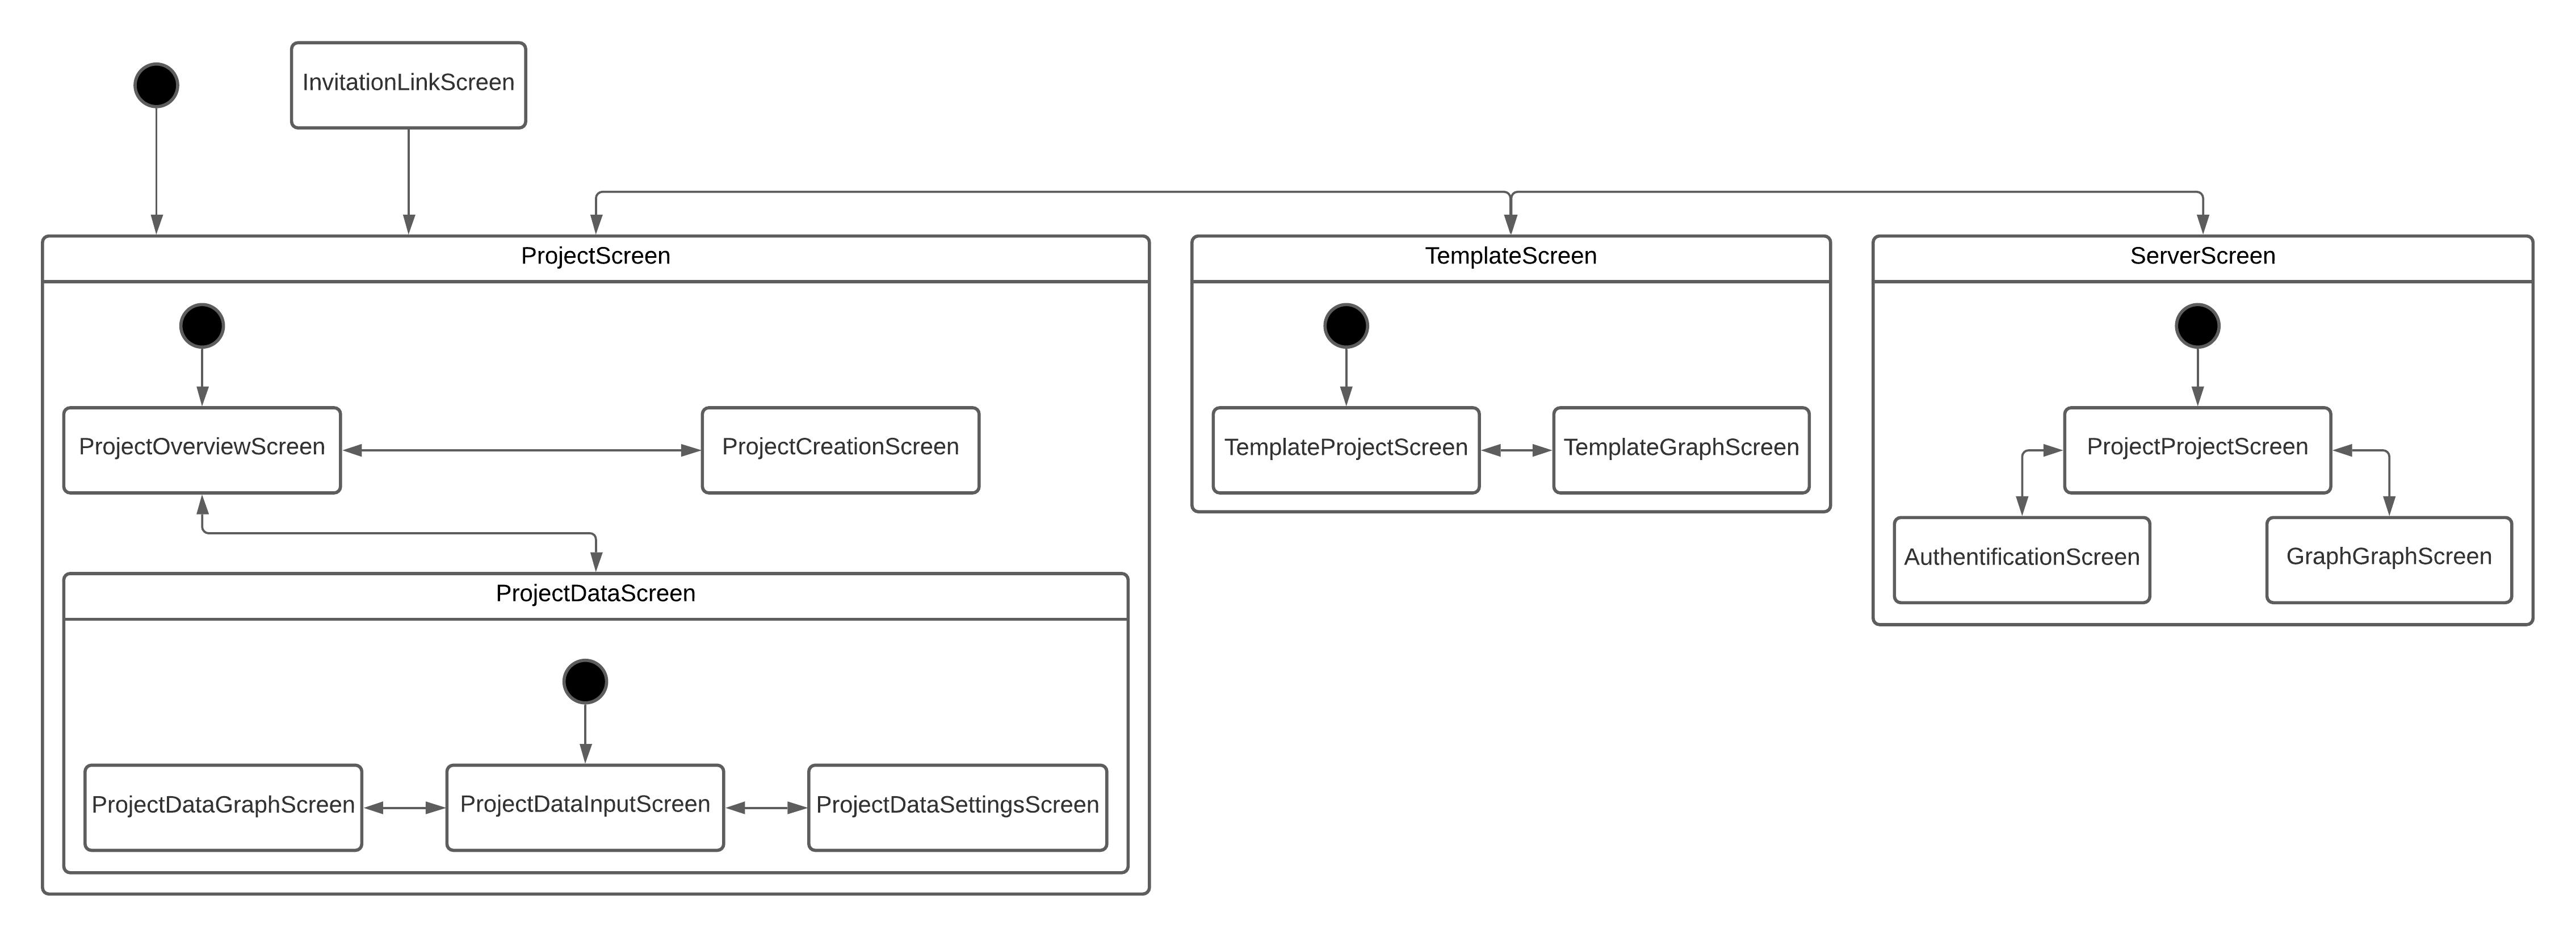 InvitationLinkScreen
ProjectScreen
TemplateScreen
ServerScreen
ProjectOverviewScreen
ProjectCreationScreen
TemplateProjectScreen
TemplateGraphScreen
ProjectProjectScreen
AuthentificationScreen
GraphGraphScreen
ProjectDataScreen
ProjectDataGraphScreen
ProjectDataInputScreen
ProjectDataSettingsScreen